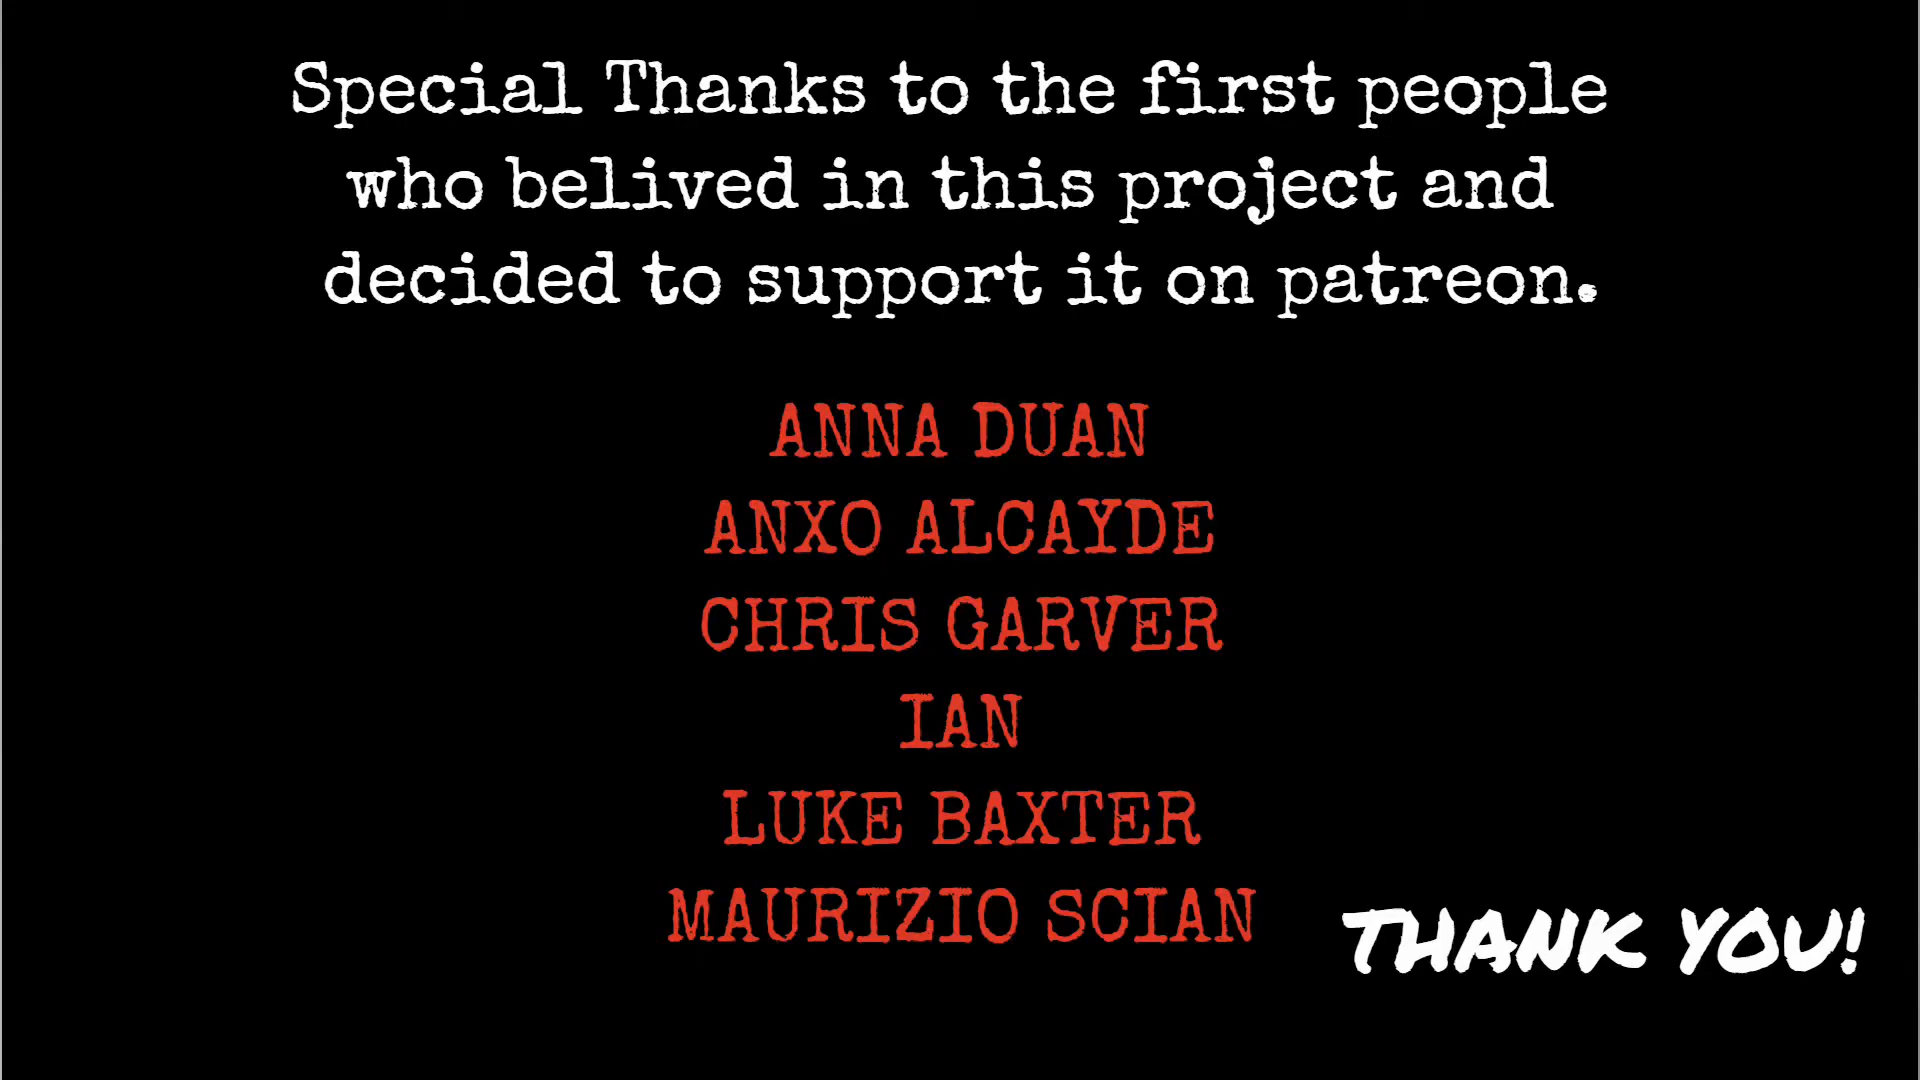 Special Thanks to the first people
who belived in this project and
decided to support it on patreon.
ANNA DUAN
ANXO ALCAYDE
CHRIS GARVER
IAN
LUKE BAXTER
MAURIZIO SCIAN
THANK YOU!